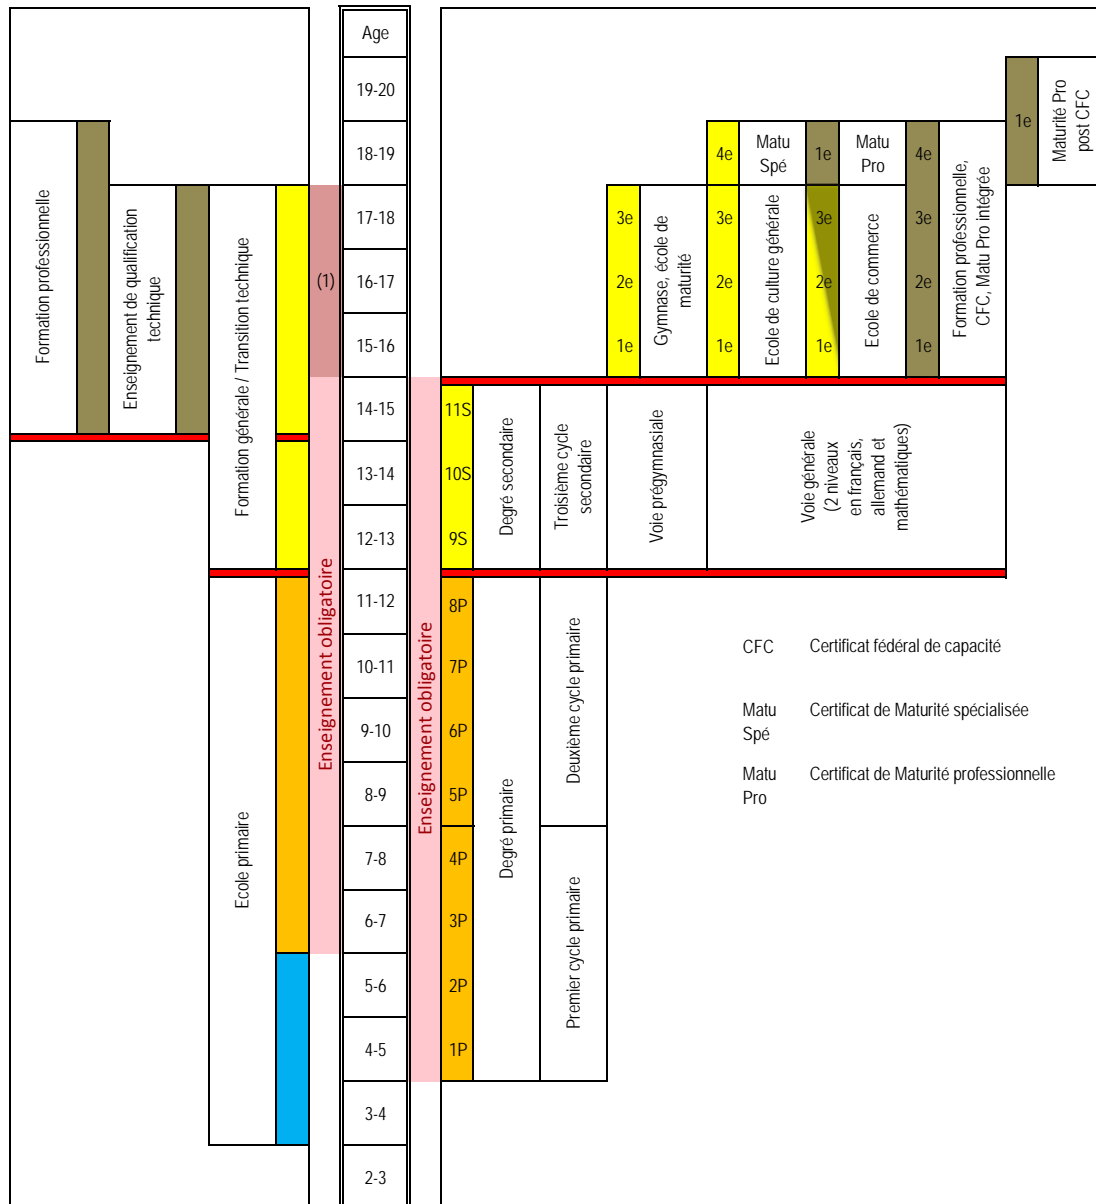 Age
19-20
18-19
17-18
16-17
15-16
14-15
13-14
12-13
11-12
10-11
9-10
8-9
7-8
6-7
5-6
4-5
3-4
2-3
Formation professionnelle
Enseignement de qualification
technique
Formation générale / Transition technique
Ecole primaire
(1)
Enseignement obligatoire
Enseignement obligatoire
11S
10S
9S
8P
7P
6P
5P
4P
3P
2P
1P
Degré secondaire
Degré primaire
Troisième cycle
secondaire
Deuxième cycle primaire
Premier cycle primaire
3e
2e
1e
Gymnase, école de
maturité
Voie prégymnasiale
4e
3e
2e
1e
Matu
Spé
Ecole de culture générale
1e
3e
2e
1e
Matu
Pro
Ecole de commerce
4e
3e
2e
1e
Formation professionnelle,
CFC, Matu Pro intégrée
1e
Maturité Pro
post CFC
Voie générale
(2 niveaux
en français,
allemand et
mathématiques)
CFC Certificat fédéral de capacité
Matu Certificat de Maturité spécialisée
Spé
Matu Certificat de Maturité professionnelle
Pro